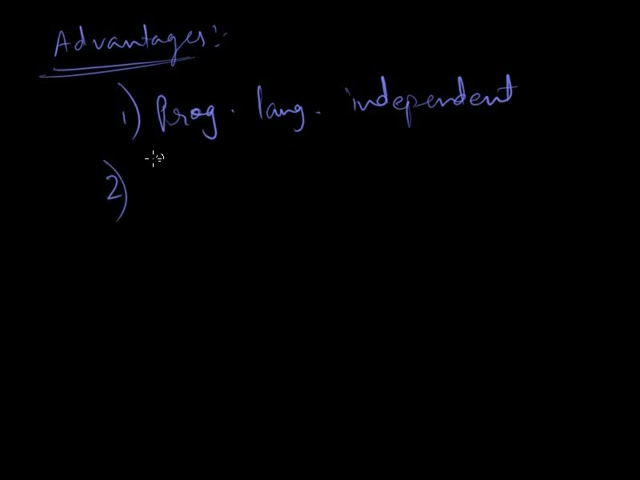 Advantages:-
1) Prog. lang. independent
2)